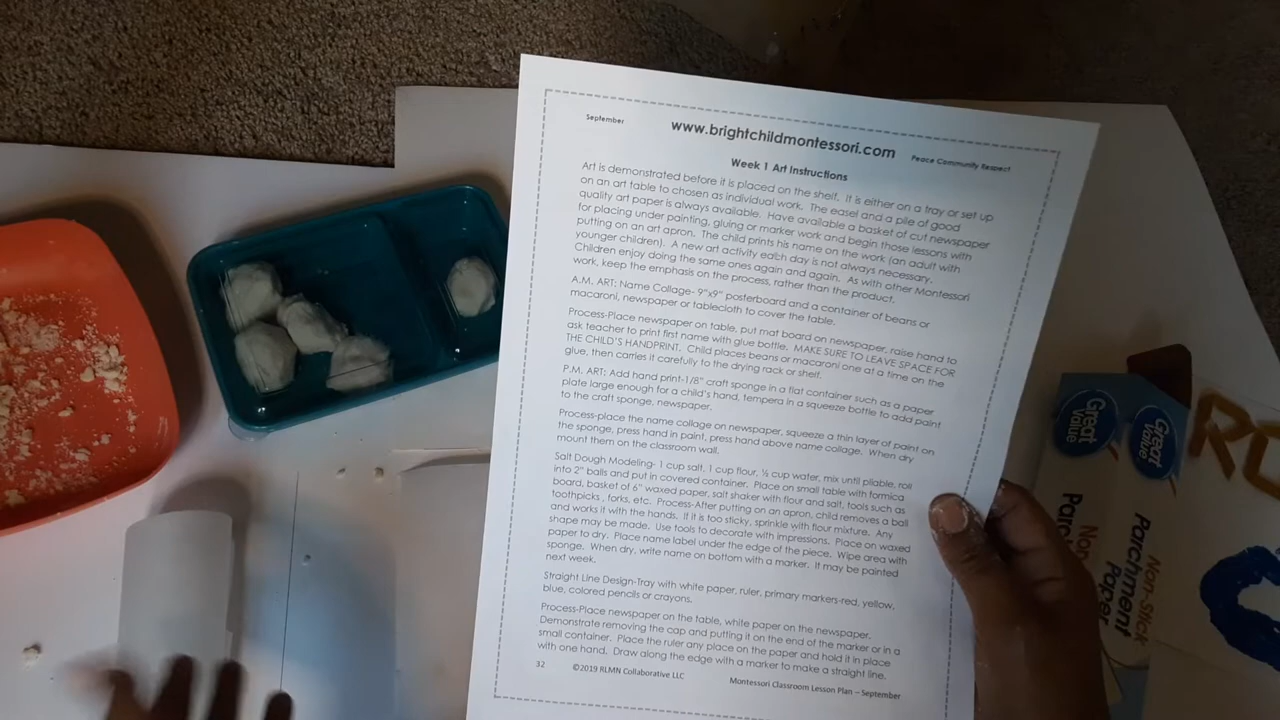 September
www.brightchildmontessori.com
Peace Community Respect
Week 1 Art Instructions
Art is demonstrated before it is placed on the shelf. It is either on a tray or set up
on an art table to chosen as individual work. The easel and a pile of good
quality art paper is always available. Have available a basket of cut newspaper
for placing under painting, gluing or marker work and begin those lessons with
putting on an art apron. The child prints his name on the work (an adult with
younger children). A new art activity each day is not always necessary.
Children enjoy doing the same ones again and again. As with other Montessori
work, keep the emphasis on the process, rather than the product.
A.M. ART: Name Collage- 9"x9" posterboard and a container of beans or
macaroni, newspaper or tablecloth to cover the table.
Process-Place newspaper on table, put mat board on newspaper, raise hand to
ask teacher to print first name with glue bottle. MAKE SURE TO LEAVE SPACE FOR
THE CHILD'S HANDPRINT. Child places beans or macaroni one at a time on the
glue, then carries it carefully to the drying rack or shelf.
P.M. ART: Add hand print-1/8" craft sponge in a flat container such as a paper
plate large enough for a child's hand, tempera in a squeeze bottle to add paint
to the craft sponge, newspaper.
Process-place the name collage on newspaper, squeeze a thin layer of paint on
the sponge, press hand in paint, press hand above name collage. When dry
mount them on the classroom wall.
Salt Dough Modeling- 1 cup salt, 1 cup flour, ½ cup water, mix until pliable, roll
into 2" balls and put in covered container. Place on small table with formica
board, basket of 6" waxed paper, salt shaker with flour and salt, tools such as
toothpicks , forks, etc. Process-After putting on an apron, child removes a ball
and works it with the hands. If it is too sticky, sprinkle with flour mixture. Any
shape may be made. Use tools to decorate with impressions. Place on waxed
paper to dry. Place name label under the edge of the piece. Wipe area with
sponge. When dry, write name on bottom with a marker. It may be painted
next week.
Straight Line Design-Tray with white paper, ruler, primary markers-red, yellow,
blue, colored pencils or crayons.
Process-Place newspaper on the table, white paper on the newspaper.
Demonstrate removing the cap and putting it on the end of the marker or in a
small container. Place the ruler any place on the paper and hold it in place
with one hand. Draw along the edge with a marker to make a straight line.
32
©2019 RLMN Collaborative LLC
Montessori Classroom Lesson Plan – September
Great Value
Great Value
Non-Stick
Parchment
Paper